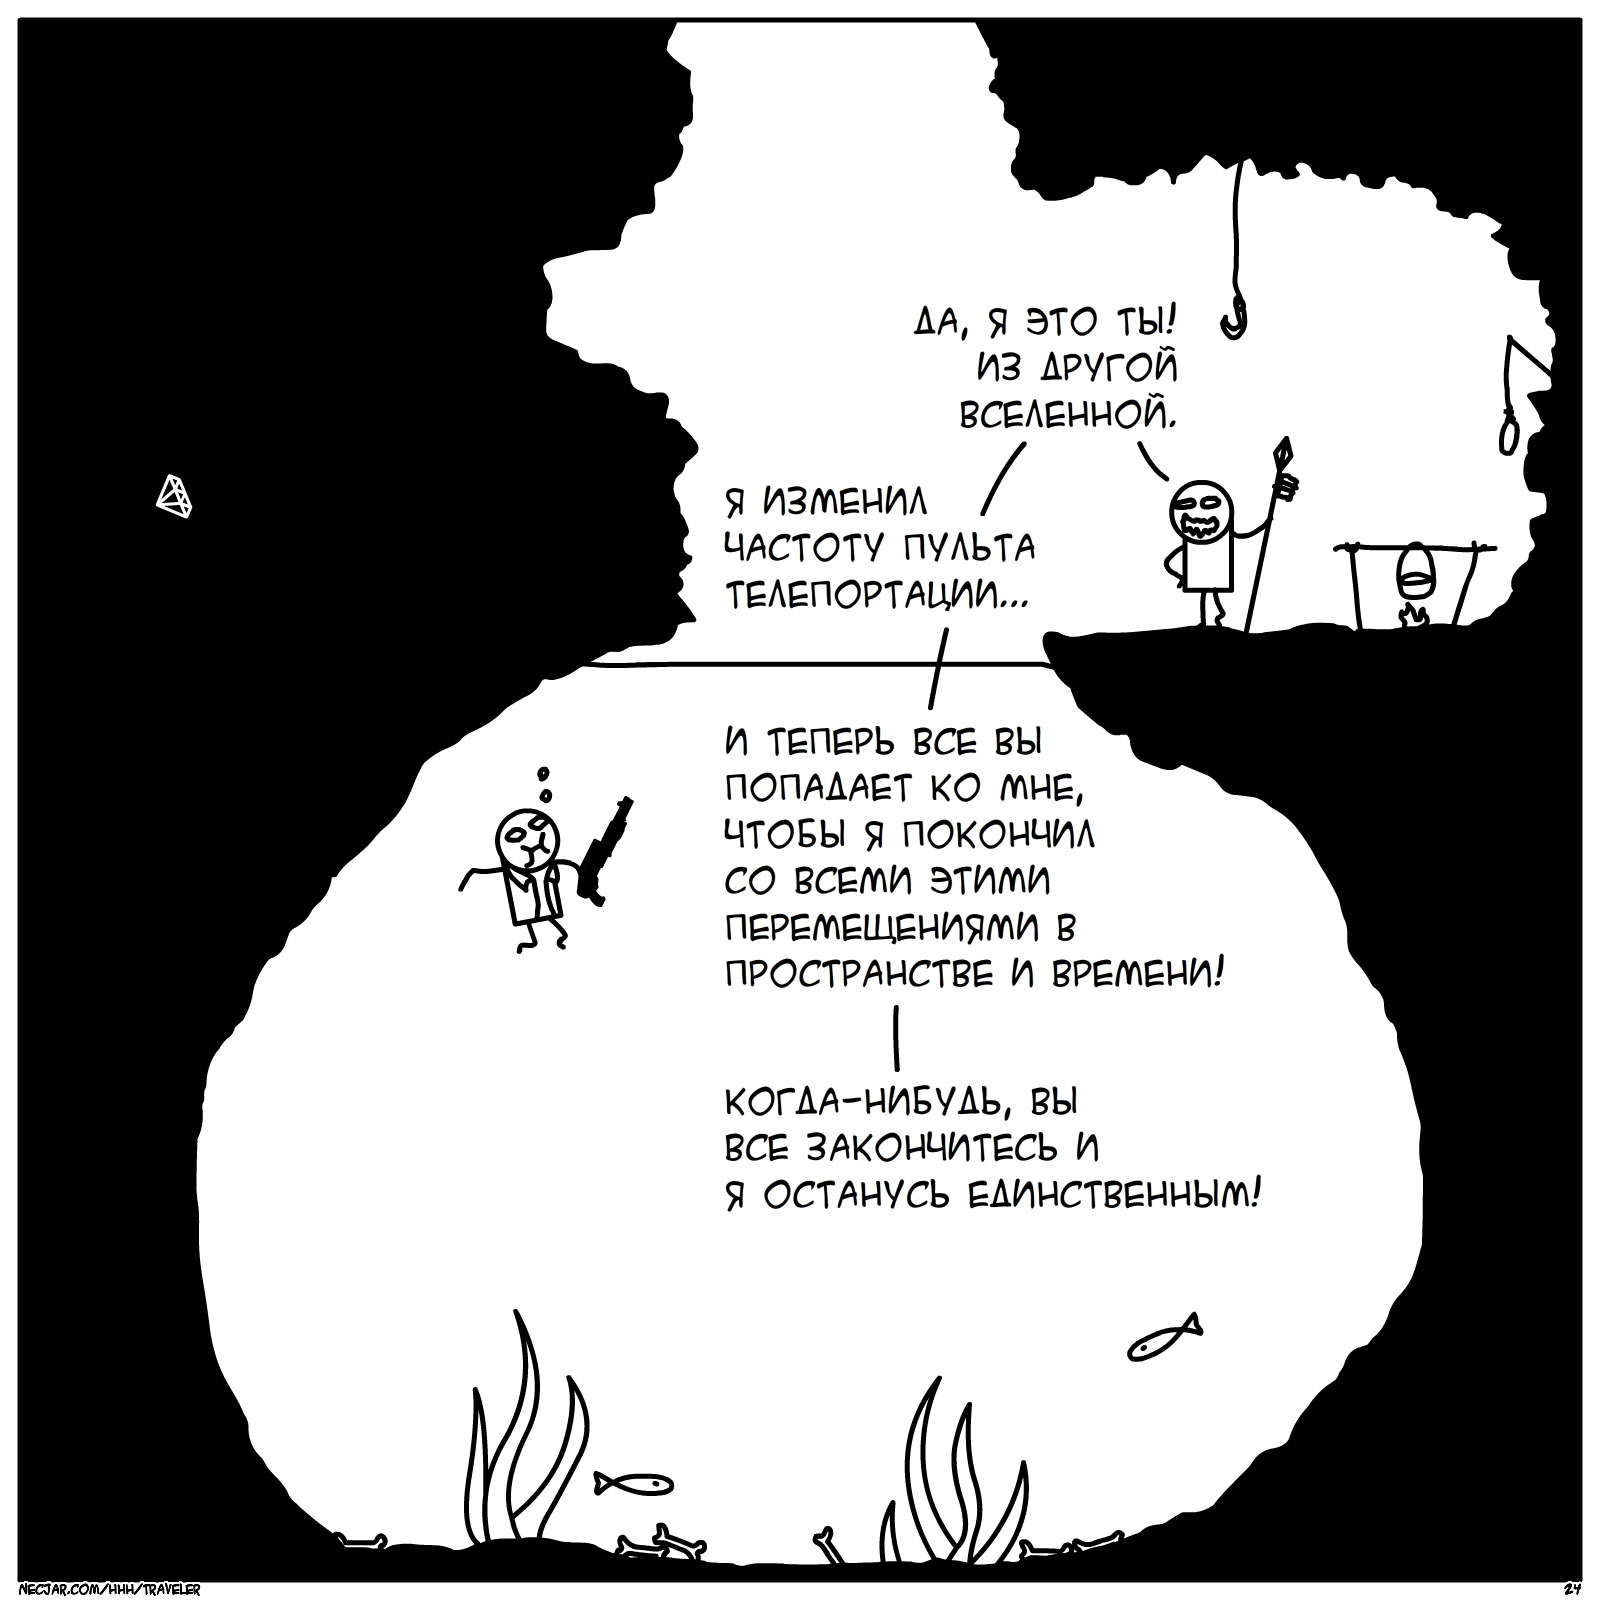 ДА, Я ЭТО ТЫ!
ИЗ ДРУГОЙ
ВСЕЛЕННОЙ.
Я ИЗМЕНИЛ
ЧАСТОТУ ПУЛЬТА
ТЕЛЕПОРТАЦИИ...
И ТЕПЕРЬ ВСЕ ВЫ
ПОПАДАЕТ КО МНЕ,
ЧТОБЫ Я ПОКОНЧИЛ
СО ВСЕМИ ЭТИМИ
ПЕРЕМЕЩЕНИЯМИ В
ПРОСТРАНСТВЕ И ВРЕМЕНИ!
КОГДА-НИБУДЬ, ВЫ
ВСЕ ЗАКОНЧИТЕСЬ И
Я ОСТАНУСЬ ЕДИНСТВЕННЫМ!
NECJAR.COM/HHH/TRAVELER
24